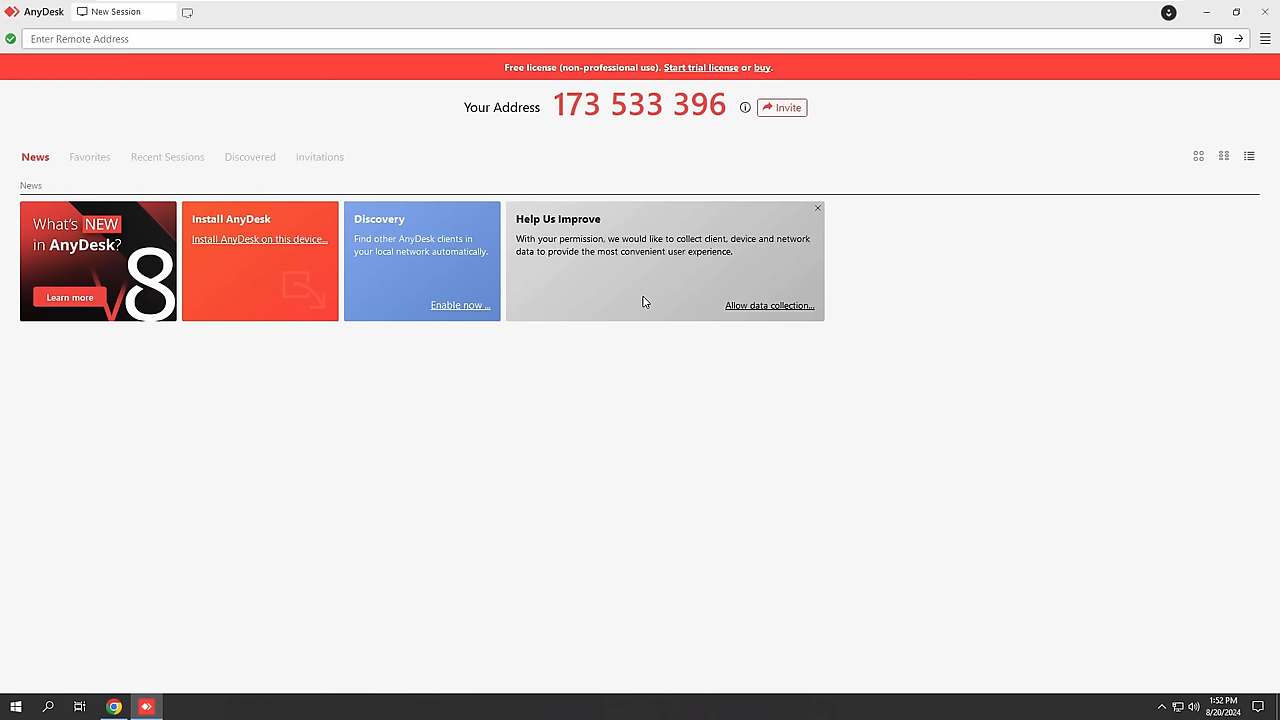 AnyDesk
New Session
Enter Remote Address
Free license (non-professional use). Start trial license or buy.
Your Address 173 533 396 Invite
News Favorites Recent Sessions Discovered Invitations
News
What's NEW
in AnyDesk?
v8
Learn more
Install AnyDesk
Install AnyDesk on this device...
Discovery
Find other AnyDesk clients in
your local network automatically.
Enable now ...
Help Us Improve
With your permission, we would like to collect client, device and network
data to provide the most convenient user experience.
Allow data collection...
1:52 PM
8/20/2024